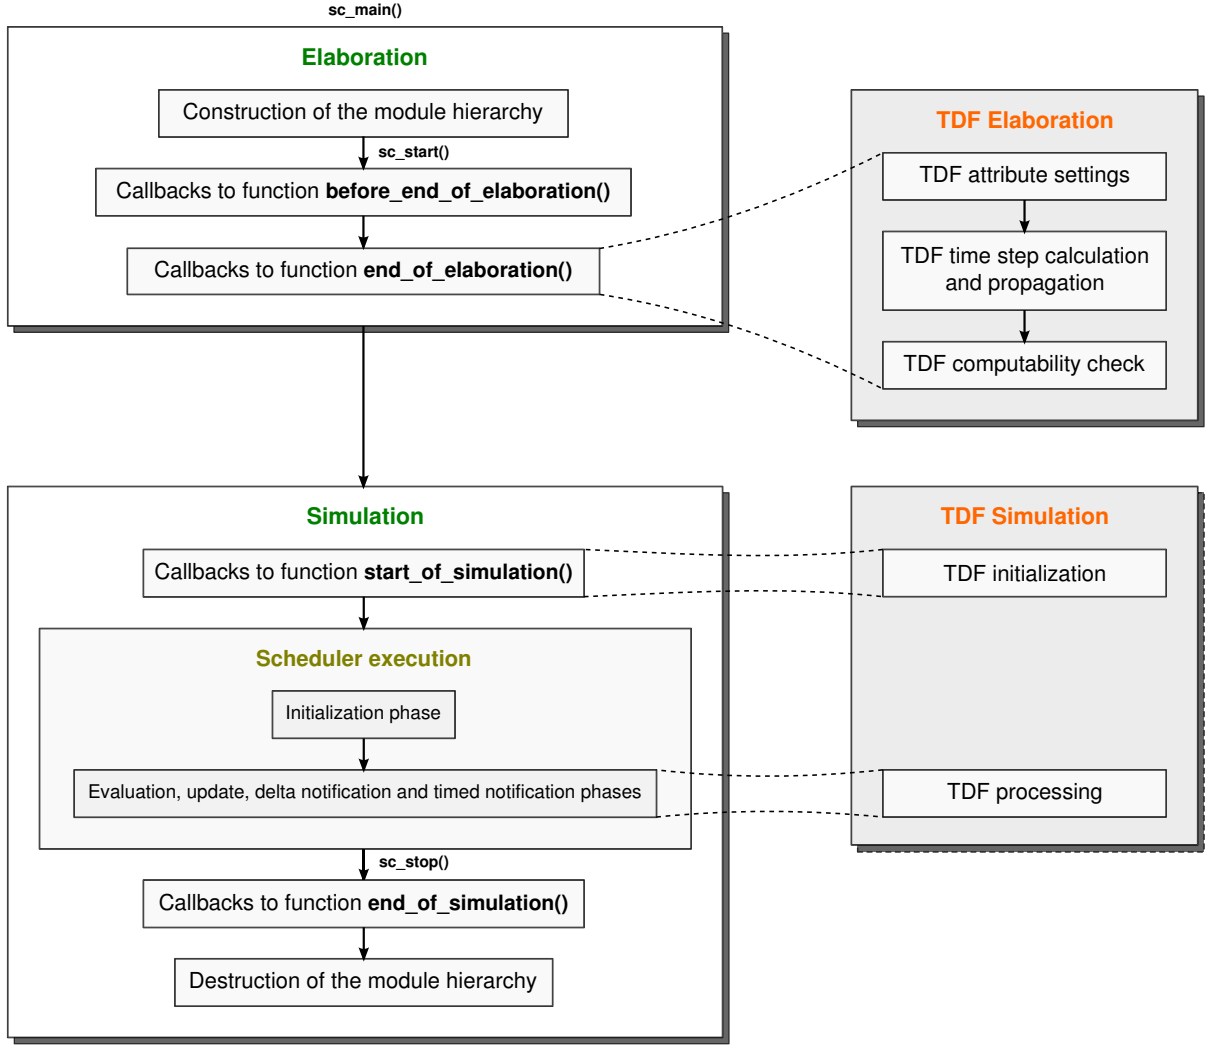 sc_main()
Elaboration
Construction of the module hierarchy
sc_start()
Callbacks to function before_end_of_elaboration()
Callbacks to function end_of_elaboration()
TDF Elaboration
TDF attribute settings
TDF time step calculation
and propagation
TDF computability check
Simulation
Callbacks to function start_of_simulation()
Scheduler execution
Initialization phase
Evaluation, update, delta notification and timed notification phases
sc_stop()
Callbacks to function end_of_simulation()
Destruction of the module hierarchy
TDF Simulation
TDF initialization
TDF processing